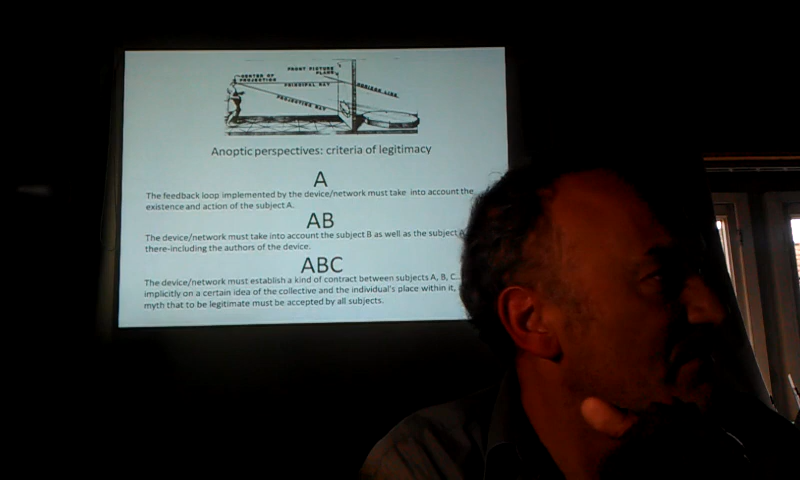 FRONT PICTURE
PLANE
CENTER OF
PROJECTION
PRINCIPAL RAY
HORIZON LINE
PROJECTING RAY
Anoptic perspectives: criteria of legitimacy
A
The feedback loop implemented by the device/network must take into account the
existence and action of the subject A.
AB
The device/network must take into account the subject B as well as the subject A
there-including the authors of the device.
ABC
The device/network must establish a kind of contract between subjects A, B, C...
implicitly on a certain idea of the collective and the individual's place within it,
myth that to be legitimate must be accepted by all subjects.